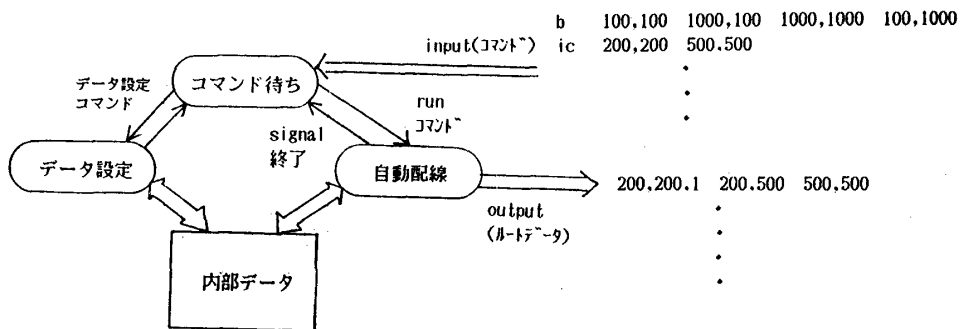 b 100,100 1000,100 1000,1000 100,1000
input(ｺﾏﾝﾄﾞ) ic 200,200 500.500
コマンド待ち
データ設定
コマンド
run
ｺﾏﾝﾄﾞ
signal
終了
データ設定
自動配線
200,200.1 200.500 500,500
output
(ﾙｰﾄﾃﾞｰﾀ)
内部データ